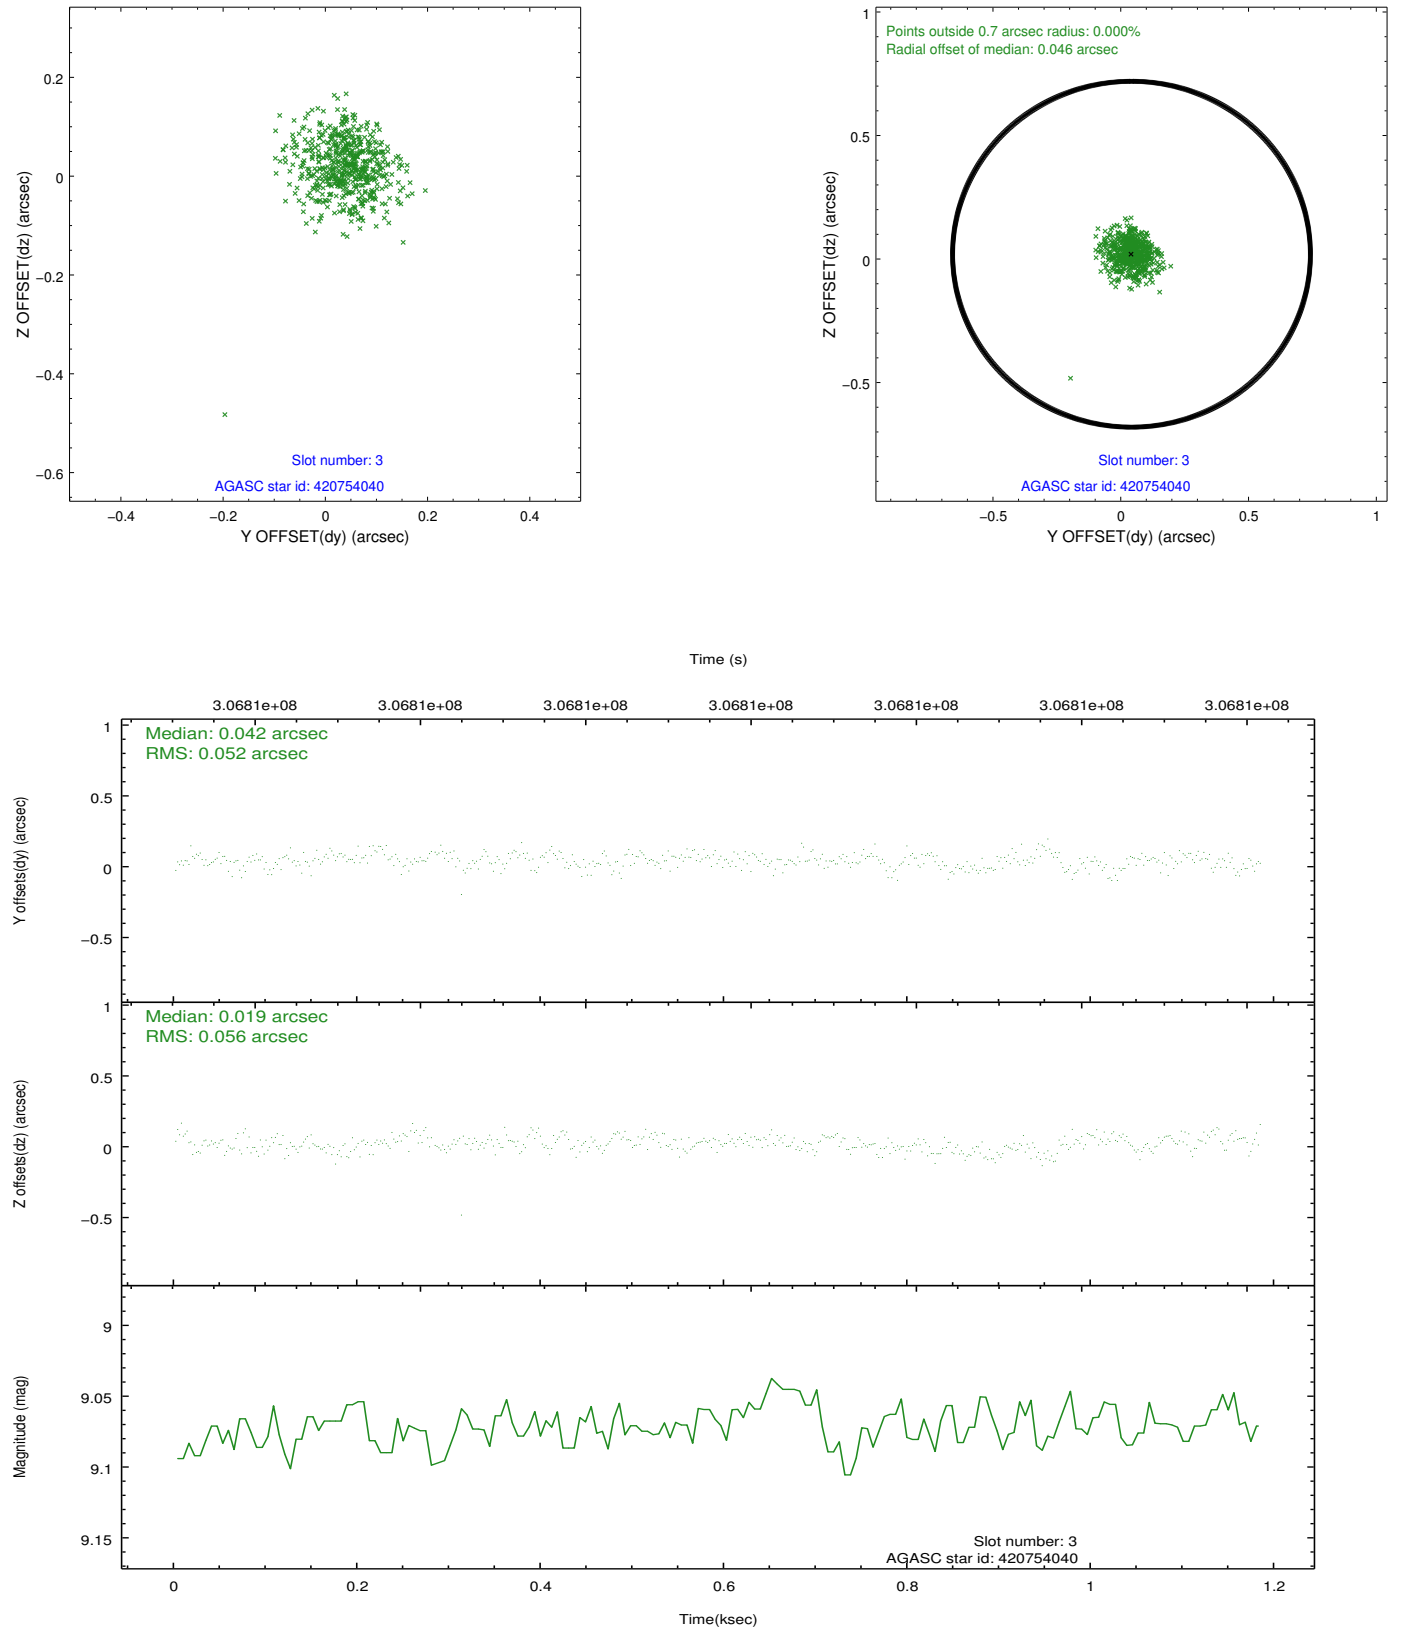 0.2
0
−0.2
−0.4
−0.6
Z OFFSET(dz) (arcsec)
Slot number: 3
AGASC star id: 420754040
−0.4 −0.2 0 0.2 0.4
Y OFFSET(dy) (arcsec)
Points outside 0.7 arcsec radius: 0.000%
Radial offset of median: 0.046 arcsec
1
0.5
0
−0.5
Z OFFSET(dz) (arcsec)
Slot number: 3
AGASC star id: 420754040
−0.5 0 0.5 1
Y OFFSET(dy) (arcsec)
Time (s)
3.0681e+08 3.0681e+08 3.0681e+08 3.0681e+08 3.0681e+08 3.0681e+08 3.0681e+08
Median: 0.042 arcsec
RMS: 0.052 arcsec
1
0.5
0
−0.5
Y offsets(dy) (arcsec)
Median: 0.019 arcsec
RMS: 0.056 arcsec
1
0.5
0
−0.5
Z offsets(dz) (arcsec)
9
9.05
9.1
9.15
Magnitude (mag)
Slot number: 3
AGASC star id: 420754040
0 0.2 0.4 0.6 0.8 1 1.2
Time(ksec)